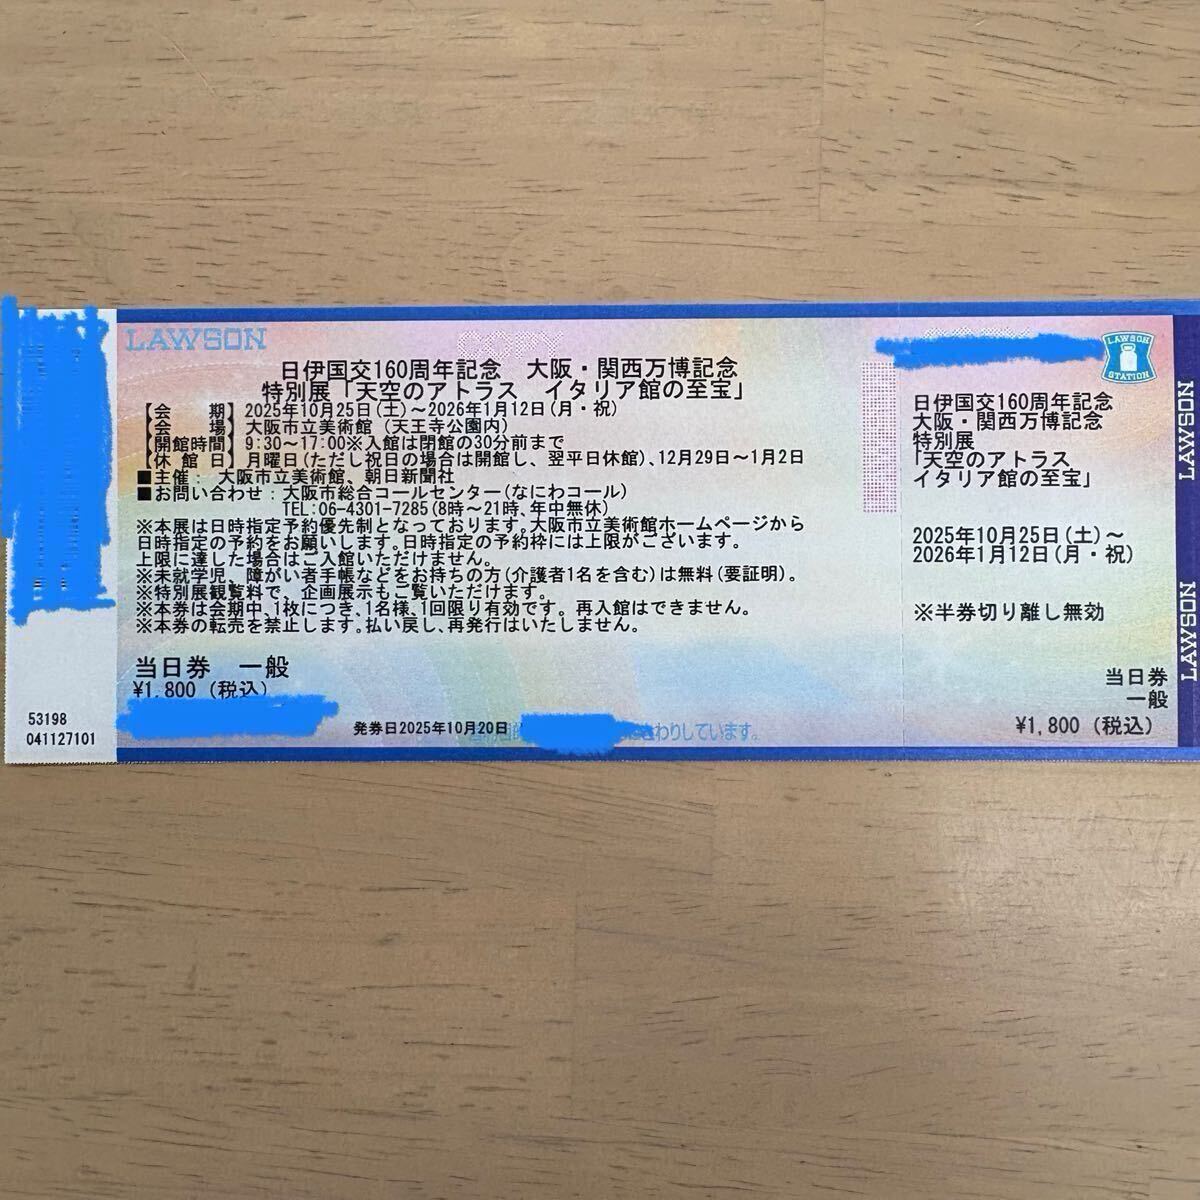 LAWSON
COPY
日伊国交160周年記念　大阪・関西万博記念
特別展「天空のアトラス　イタリア館の至宝」
【会　　期】2025年10月25日(土)～2026年1月12日(月・祝)
【会　　場】大阪市立美術館 (天王寺公園内)
【開館時間】9:30～17:00※入館は閉館の30分前まで
【休 館 日】月曜日(ただし祝日の場合は開館し、翌平日休館)、12月29日～1月2日
■主催： 大阪市立美術館、朝日新聞社
■お問い合わせ：大阪市総合コールセンター(なにわコール)
TEL:06-4301-7285(8時～21時、年中無休)
※本展は日時指定予約優先制となっております。大阪市立美術館ホームページから
日時指定の予約をお願いします。日時指定の予約枠には上限がございます。
上限に達した場合はご入館いただけません。
※未就学児、障がい者手帳などをお持ちの方(介護者1名を含む)は無料(要証明)。
※特別展観覧料で、企画展示もご覧いただけます。
※本券は会期中、1枚につき、1名様、1回限り有効です。再入館はできません。
※本券の転売を禁止します。払い戻し、再発行はいたしません。
当日券　一般
¥1,800 (税込)
発券日2025年10月20日
わりしています。
53198
041127101
LAWSON
STATION
日伊国交160周年記念
大阪・関西万博記念
特別展
「天空のアトラス
イタリア館の至宝」
2025年10月25日(土)～
2026年1月12日(月・祝)
※半券切り離し無効
当日券
一般
¥1,800 (税込)
LAWSON
LAWSON